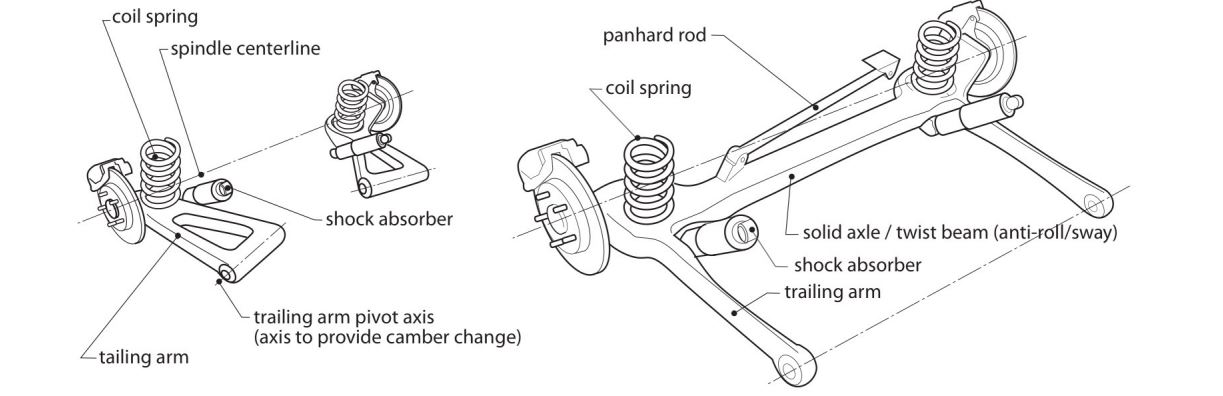 coil spring
spindle centerline
shock absorber
trailing arm pivot axis
(axis to provide camber change)
tailing arm
panhard rod
coil spring
solid axle / twist beam (anti-roll/sway)
shock absorber
trailing arm